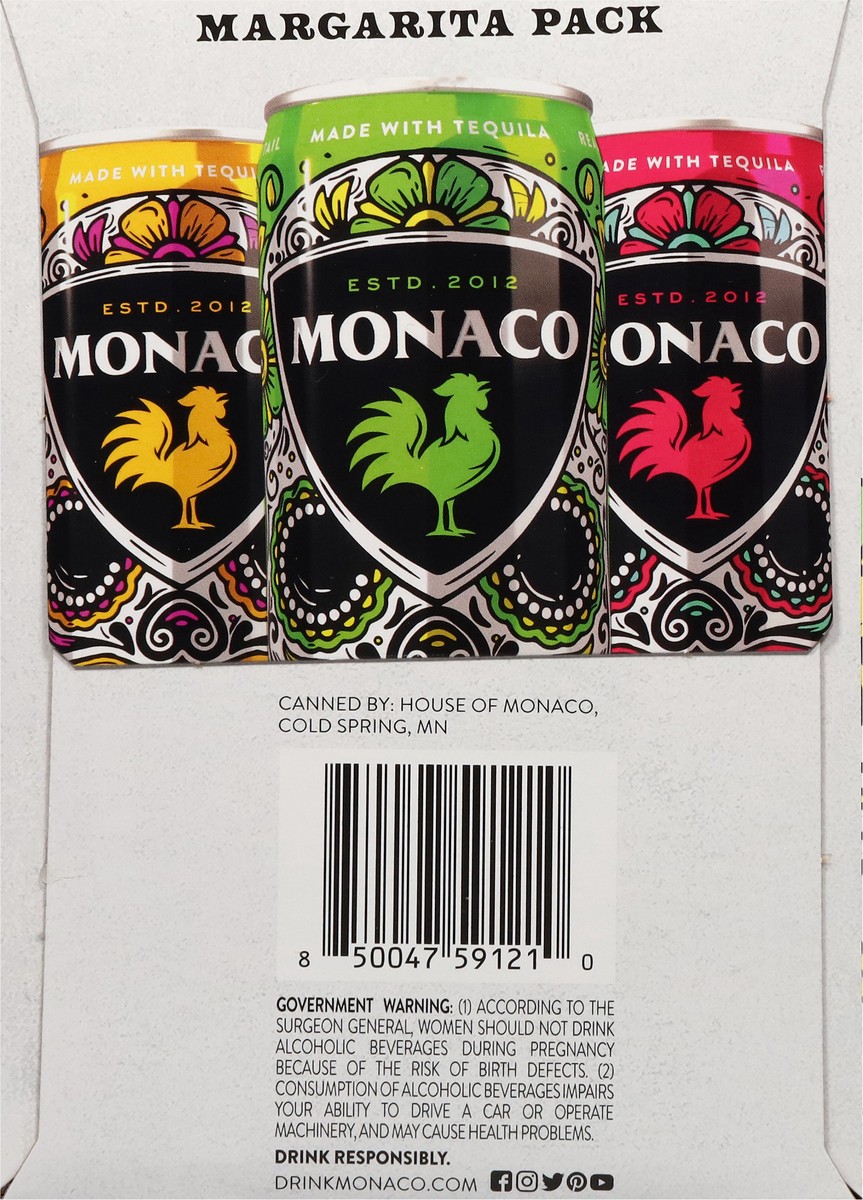 MARGARITA PACK
MADE WITH TEQUILA
ESTD. 2012
MONACO
MADE WITH TEQUILA
ESTD. 2012
MONACO
WITH TEQUILA
ESTD. 2012
CANNED BY: HOUSE OF MONACO,
COLD SPRING, MN
8 50047 59121 0
GOVERNMENT WARNING: (1) ACCORDING TO THE
SURGEON GENERAL, WOMEN SHOULD NOT DRINK
ALCOHOLIC BEVERAGES DURING PREGNANCY
BECAUSE OF THE RISK OF BIRTH DEFECTS. (2)
CONSUMPTION OF ALCOHOLIC BEVERAGES IMPAIRS
YOUR ABILITY TO DRIVE A CAR OR OPERATE
MACHINERY, AND MAY CAUSE HEALTH PROBLEMS.
DRINK RESPONSIBLY.
DRINKMONACO.COM